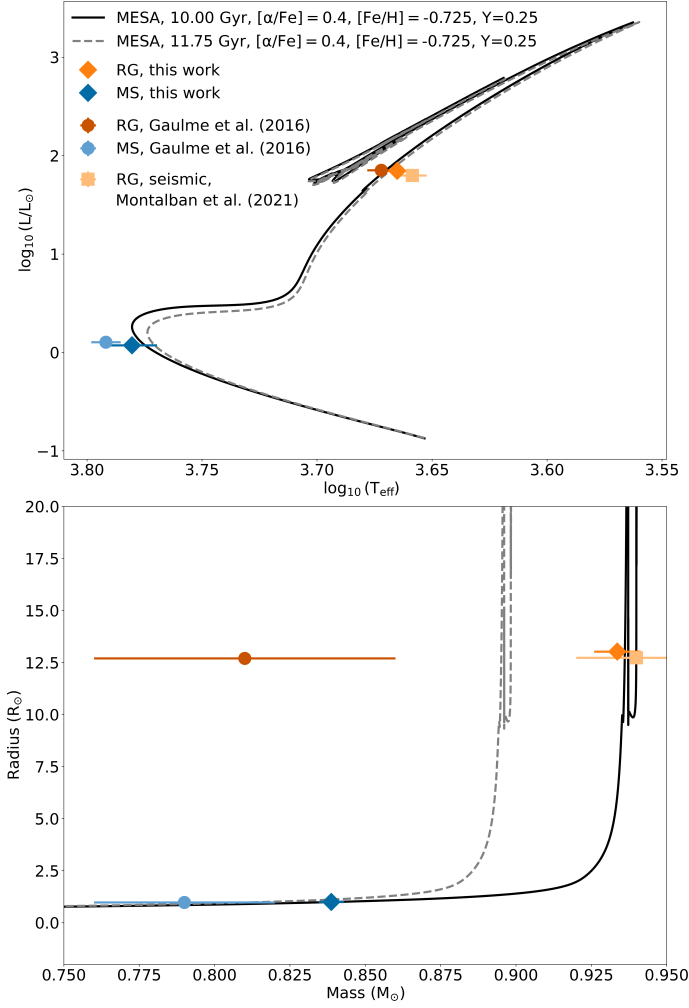 MESA, 10.00 Gyr, [α/Fe] = 0.4, [Fe/H] = -0.725, Y=0.25
MESA, 11.75 Gyr, [α/Fe] = 0.4, [Fe/H] = -0.725, Y=0.25
RG, this work
MS, this work
RG, Gaulme et al. (2016)
MS, Gaulme et al. (2016)
RG, seismic,
Montalban et al. (2021)
log₁₀ (L/L⊙)
3
2
1
0
−1
3.80 3.75 3.70 3.65 3.60 3.55
log₁₀ (T_eff)
Radius (R⊙)
20.0
17.5
15.0
12.5
10.0
7.5
5.0
2.5
0.0
0.750 0.775 0.800 0.825 0.850 0.875 0.900 0.925 0.950
Mass (M⊙)